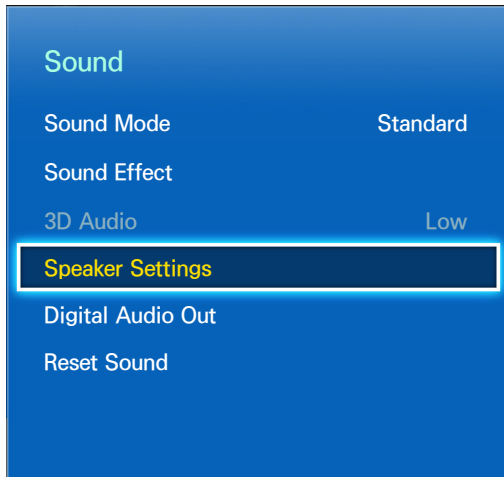 Sound
Sound Mode Standard
Sound Effect
3D Audio Low
Speaker Settings
Digital Audio Out
Reset Sound